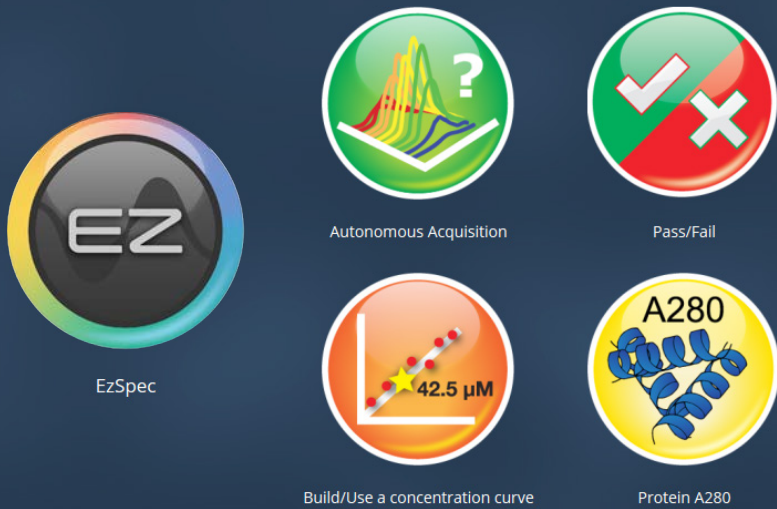 EZ
EzSpec
?
Autonomous Acquisition
Pass/Fail
42.5 µM
Build/Use a concentration curve
A280
Protein A280